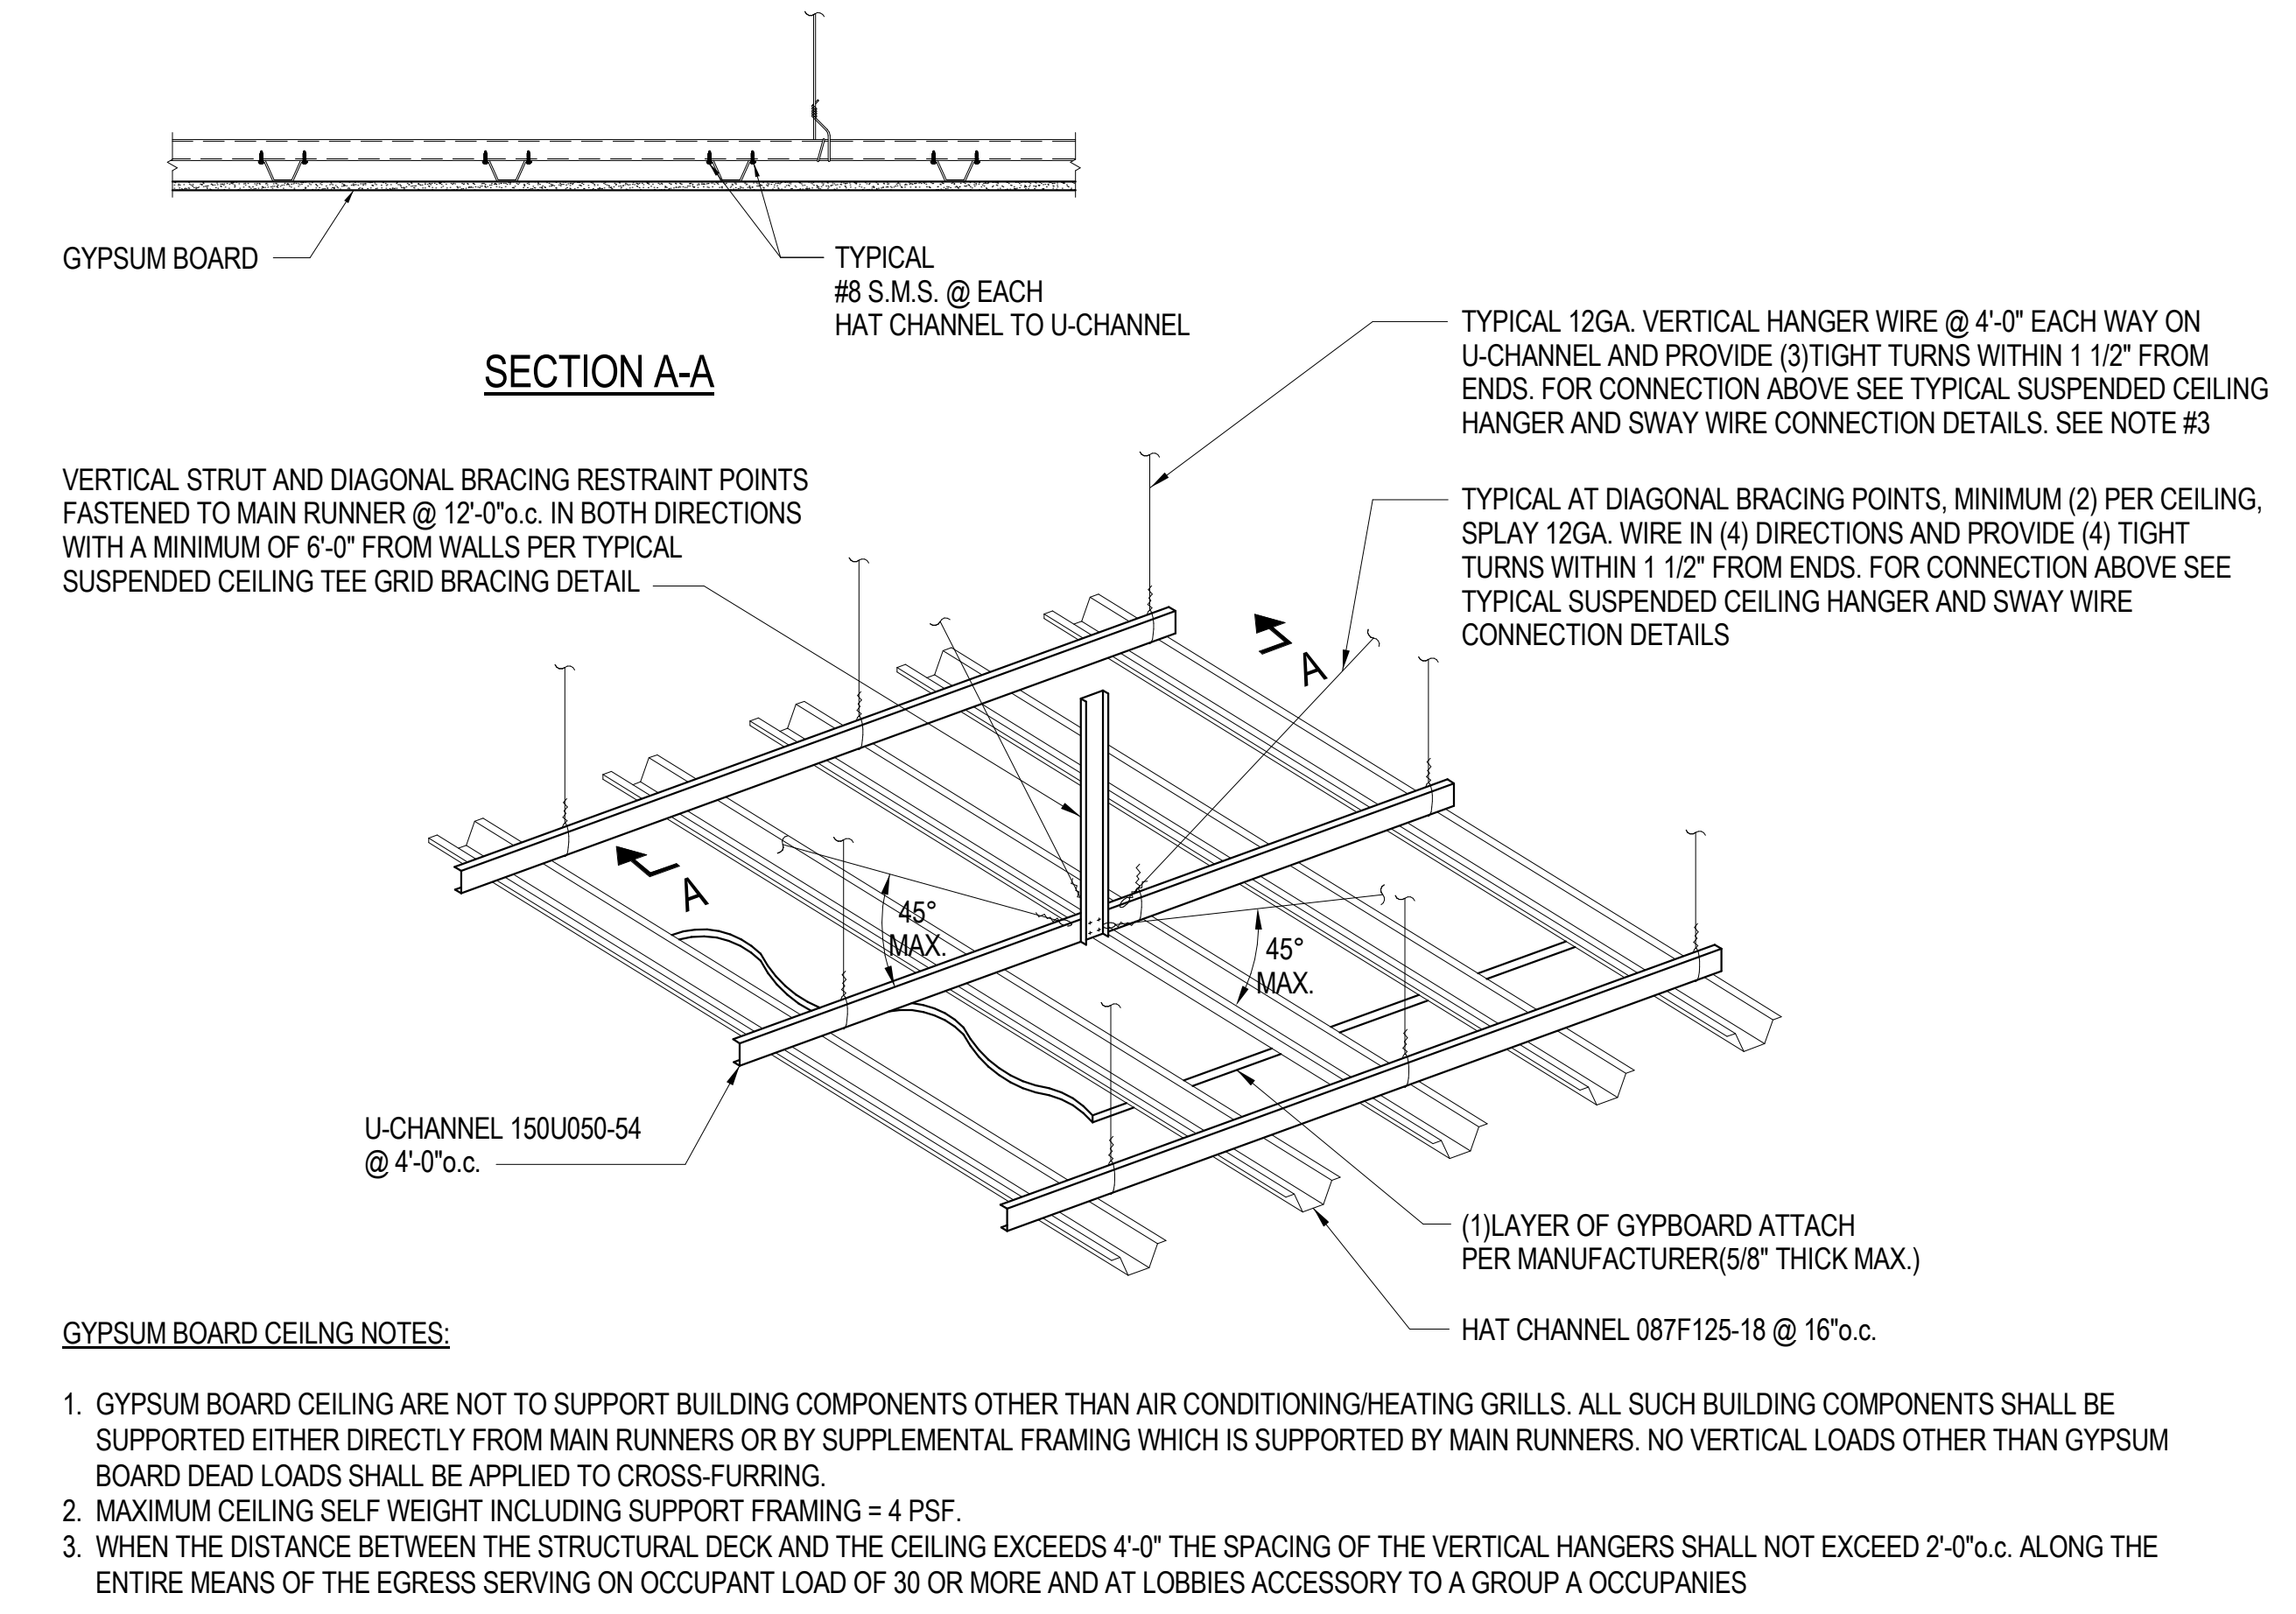 GYPSUM BOARD
TYPICAL
#8 S.M.S. @ EACH
HAT CHANNEL TO U-CHANNEL
SECTION A-A
TYPICAL 12GA. VERTICAL HANGER WIRE @ 4'-0" EACH WAY ON
U-CHANNEL AND PROVIDE (3)TIGHT TURNS WITHIN 1 1/2" FROM
ENDS. FOR CONNECTION ABOVE SEE TYPICAL SUSPENDED CEILING
HANGER AND SWAY WIRE CONNECTION DETAILS. SEE NOTE #3
VERTICAL STRUT AND DIAGONAL BRACING RESTRAINT POINTS
FASTENED TO MAIN RUNNER @ 12'-0"o.c. IN BOTH DIRECTIONS
WITH A MINIMUM OF 6'-0" FROM WALLS PER TYPICAL
SUSPENDED CEILING TEE GRID BRACING DETAIL
TYPICAL AT DIAGONAL BRACING POINTS, MINIMUM (2) PER CEILING,
SPLAY 12GA. WIRE IN (4) DIRECTIONS AND PROVIDE (4) TIGHT
TURNS WITHIN 1 1/2" FROM ENDS. FOR CONNECTION ABOVE SEE
TYPICAL SUSPENDED CEILING HANGER AND SWAY WIRE
CONNECTION DETAILS
A
A
45°
MAX.
45°
MAX.
U-CHANNEL 150U050-54
@ 4'-0"o.c.
(1)LAYER OF GYPBOARD ATTACH
PER MANUFACTURER(5/8" THICK MAX.)
HAT CHANNEL 087F125-18 @ 16"o.c.
GYPSUM BOARD CEILNG NOTES:
1. GYPSUM BOARD CEILING ARE NOT TO SUPPORT BUILDING COMPONENTS OTHER THAN AIR CONDITIONING/HEATING GRILLS. ALL SUCH BUILDING COMPONENTS SHALL BE
SUPPORTED EITHER DIRECTLY FROM MAIN RUNNERS OR BY SUPPLEMENTAL FRAMING WHICH IS SUPPORTED BY MAIN RUNNERS. NO VERTICAL LOADS OTHER THAN GYPSUM
BOARD DEAD LOADS SHALL BE APPLIED TO CROSS-FURRING.
2. MAXIMUM CEILING SELF WEIGHT INCLUDING SUPPORT FRAMING = 4 PSF.
3. WHEN THE DISTANCE BETWEEN THE STRUCTURAL DECK AND THE CEILING EXCEEDS 4'-0" THE SPACING OF THE VERTICAL HANGERS SHALL NOT EXCEED 2'-0"o.c. ALONG THE
ENTIRE MEANS OF THE EGRESS SERVING ON OCCUPANT LOAD OF 30 OR MORE AND AT LOBBIES ACCESSORY TO A GROUP A OCCUPANIES